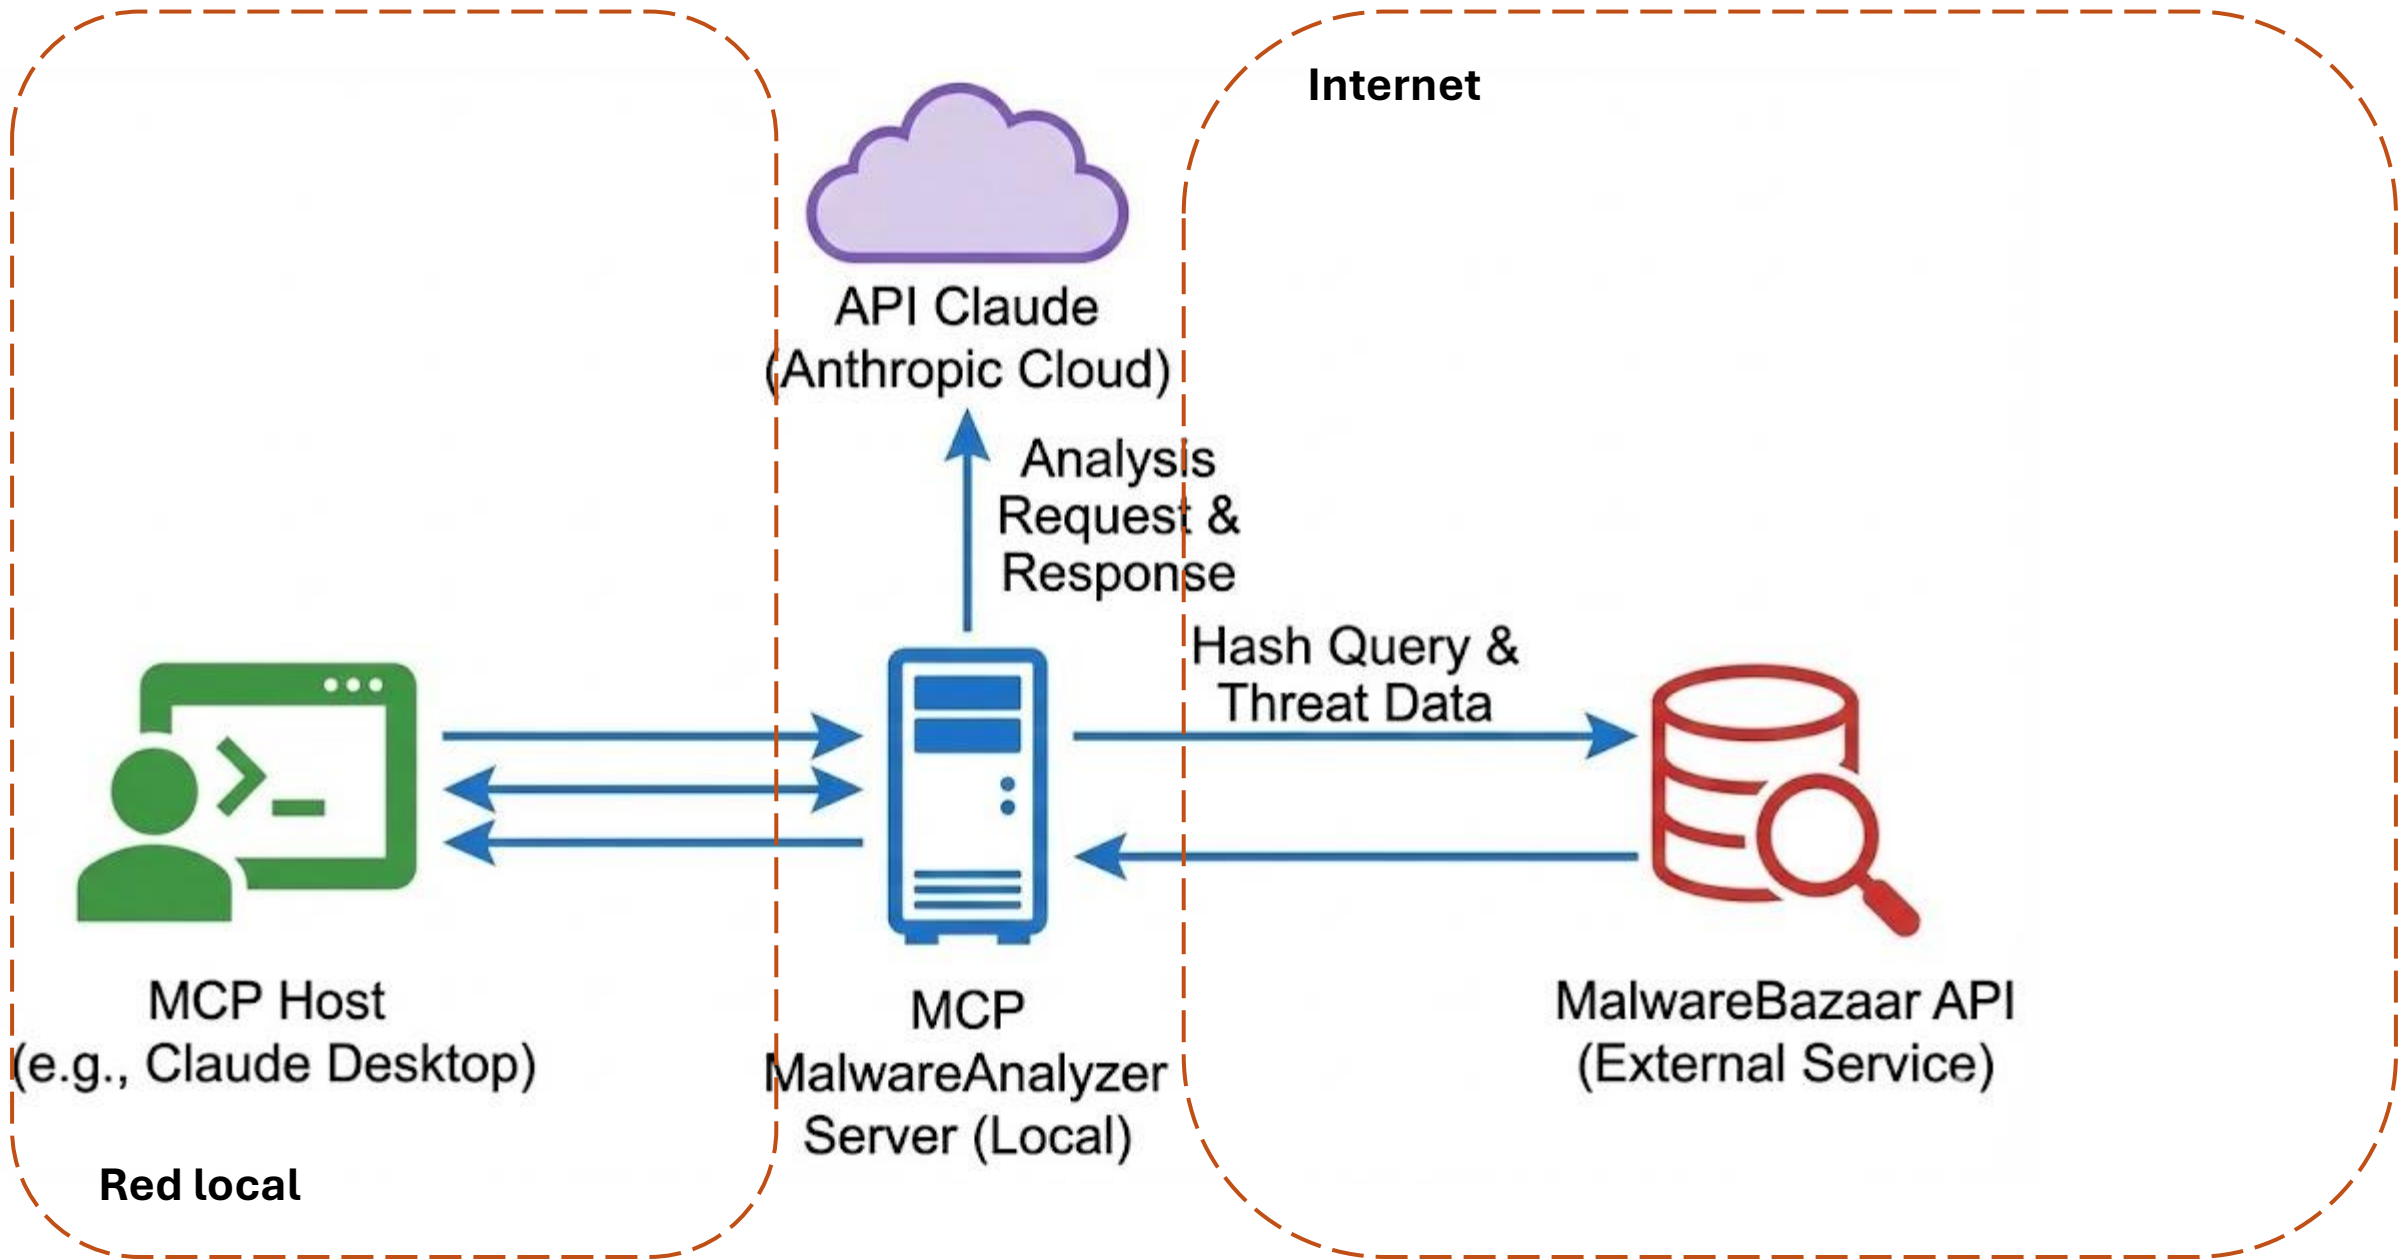 Internet
API Claude
(Anthropic Cloud)
Analysis
Request &
Response
Hash Query &
Threat Data
MCP Host
(e.g., Claude Desktop)
MCP
MalwareAnalyzer
Server (Local)
MalwareBazaar API
(External Service)
Red local